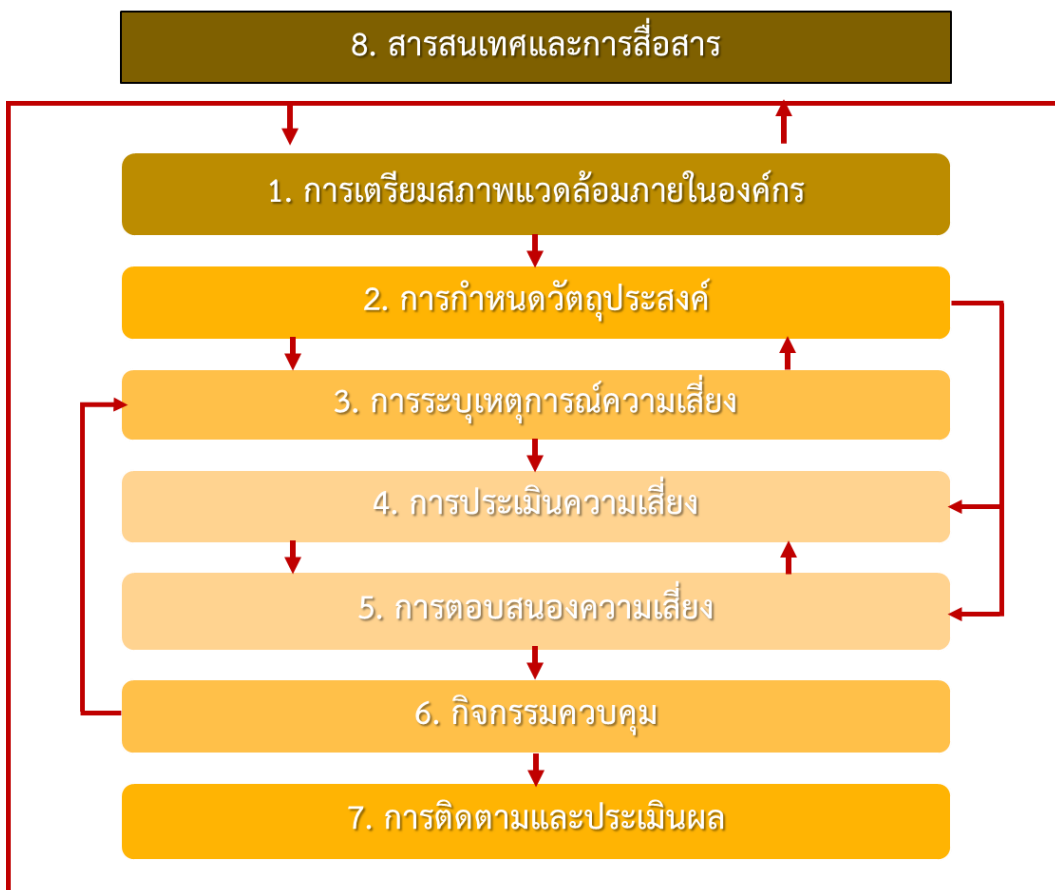 8. สารสนเทศและการสื่อสาร
1. การเตรียมสภาพแวดล้อมภายในองค์กร
2. การกำหนดวัตถุประสงค์
3. การระบุเหตุการณ์ความเสี่ยง
4. การประเมินความเสี่ยง
5. การตอบสนองความเสี่ยง
6. กิจกรรมควบคุม
7. การติดตามและประเมินผล